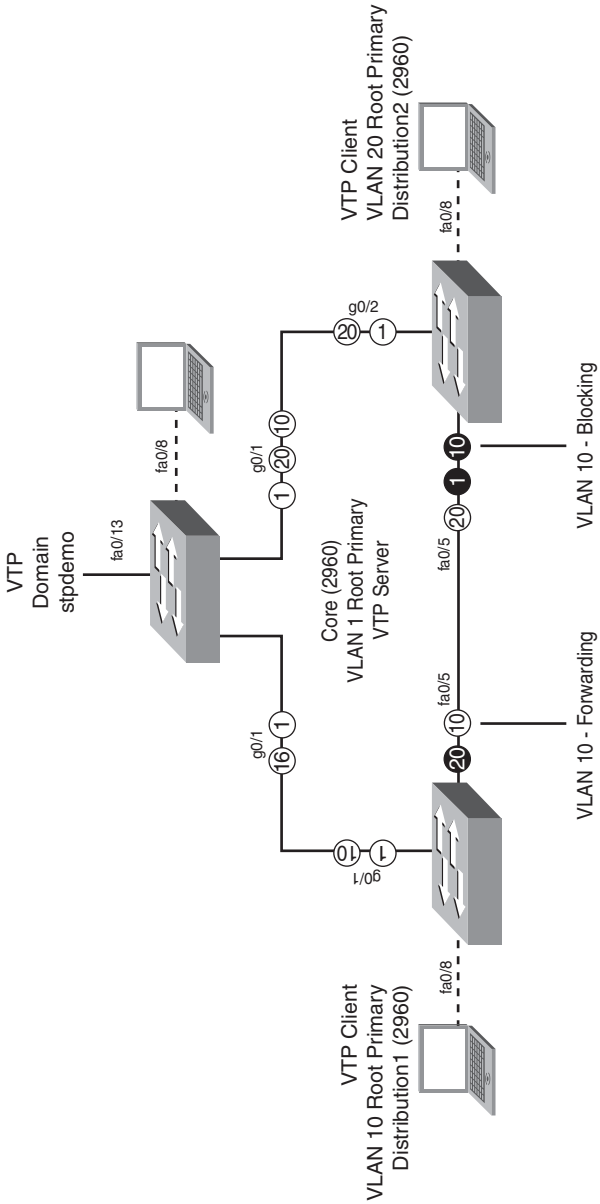 VTP
Domain
stpdemo
fa0/13
fa0/8
g0/1
16
1
g0/1
1
20
10
Core (2960)
VLAN 1 Root Primary
VTP Server
10
1
g0/1
g0/2
20
1
VTP Client
VLAN 10 Root Primary
Distribution1 (2960)
fa0/8
20
10
fa0/5
fa0/5
20
1
10
fa0/8
VTP Client
VLAN 20 Root Primary
Distribution2 (2960)
VLAN 10 - Forwarding
VLAN 10 - Blocking